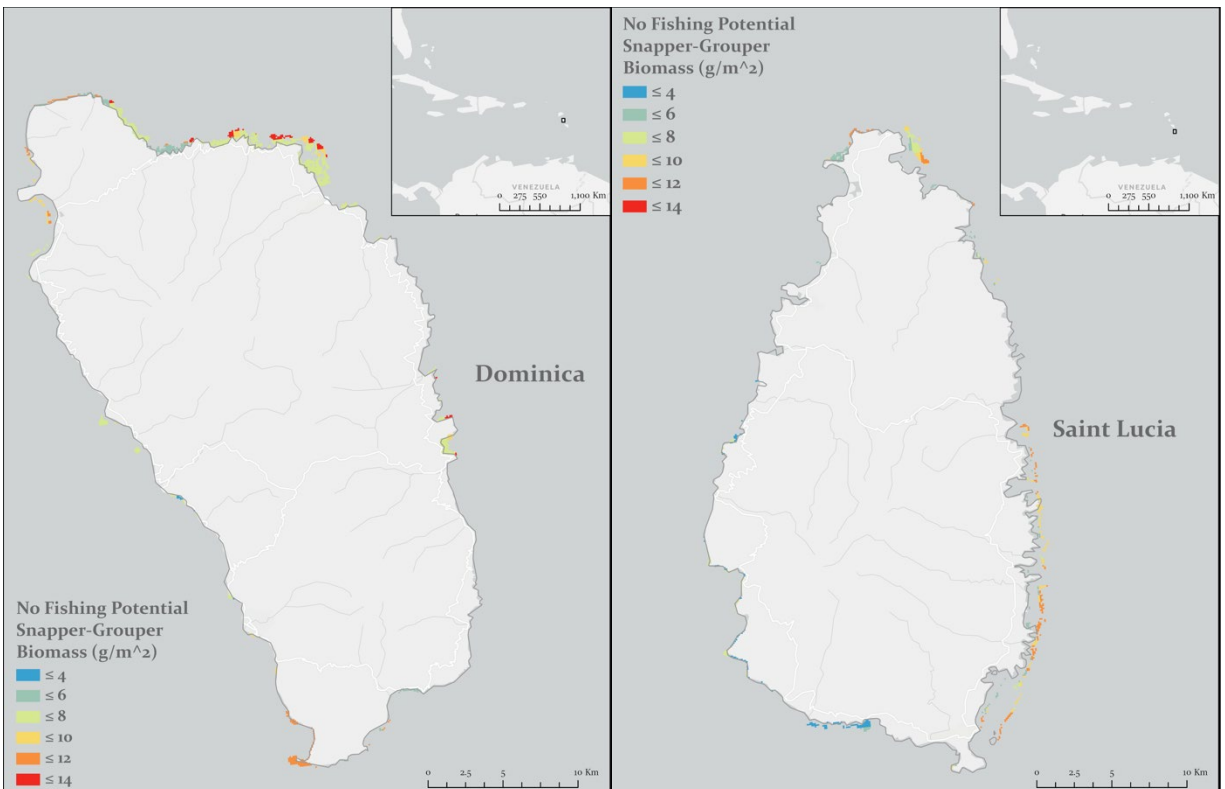 VENEZUELA
0 275 550 1,100 Km
Dominica
No Fishing Potential
Snapper-Grouper
Biomass (g/m^2)
≤ 4
≤ 6
≤ 8
≤ 10
≤ 12
≤ 14
0 2.5 5 10 Km
No Fishing Potential
Snapper-Grouper
Biomass (g/m^2)
≤ 4
≤ 6
≤ 8
≤ 10
≤ 12
≤ 14
VENEZUELA
0 275 550 1,100 Km
Saint Lucia
0 2.5 5 10 Km